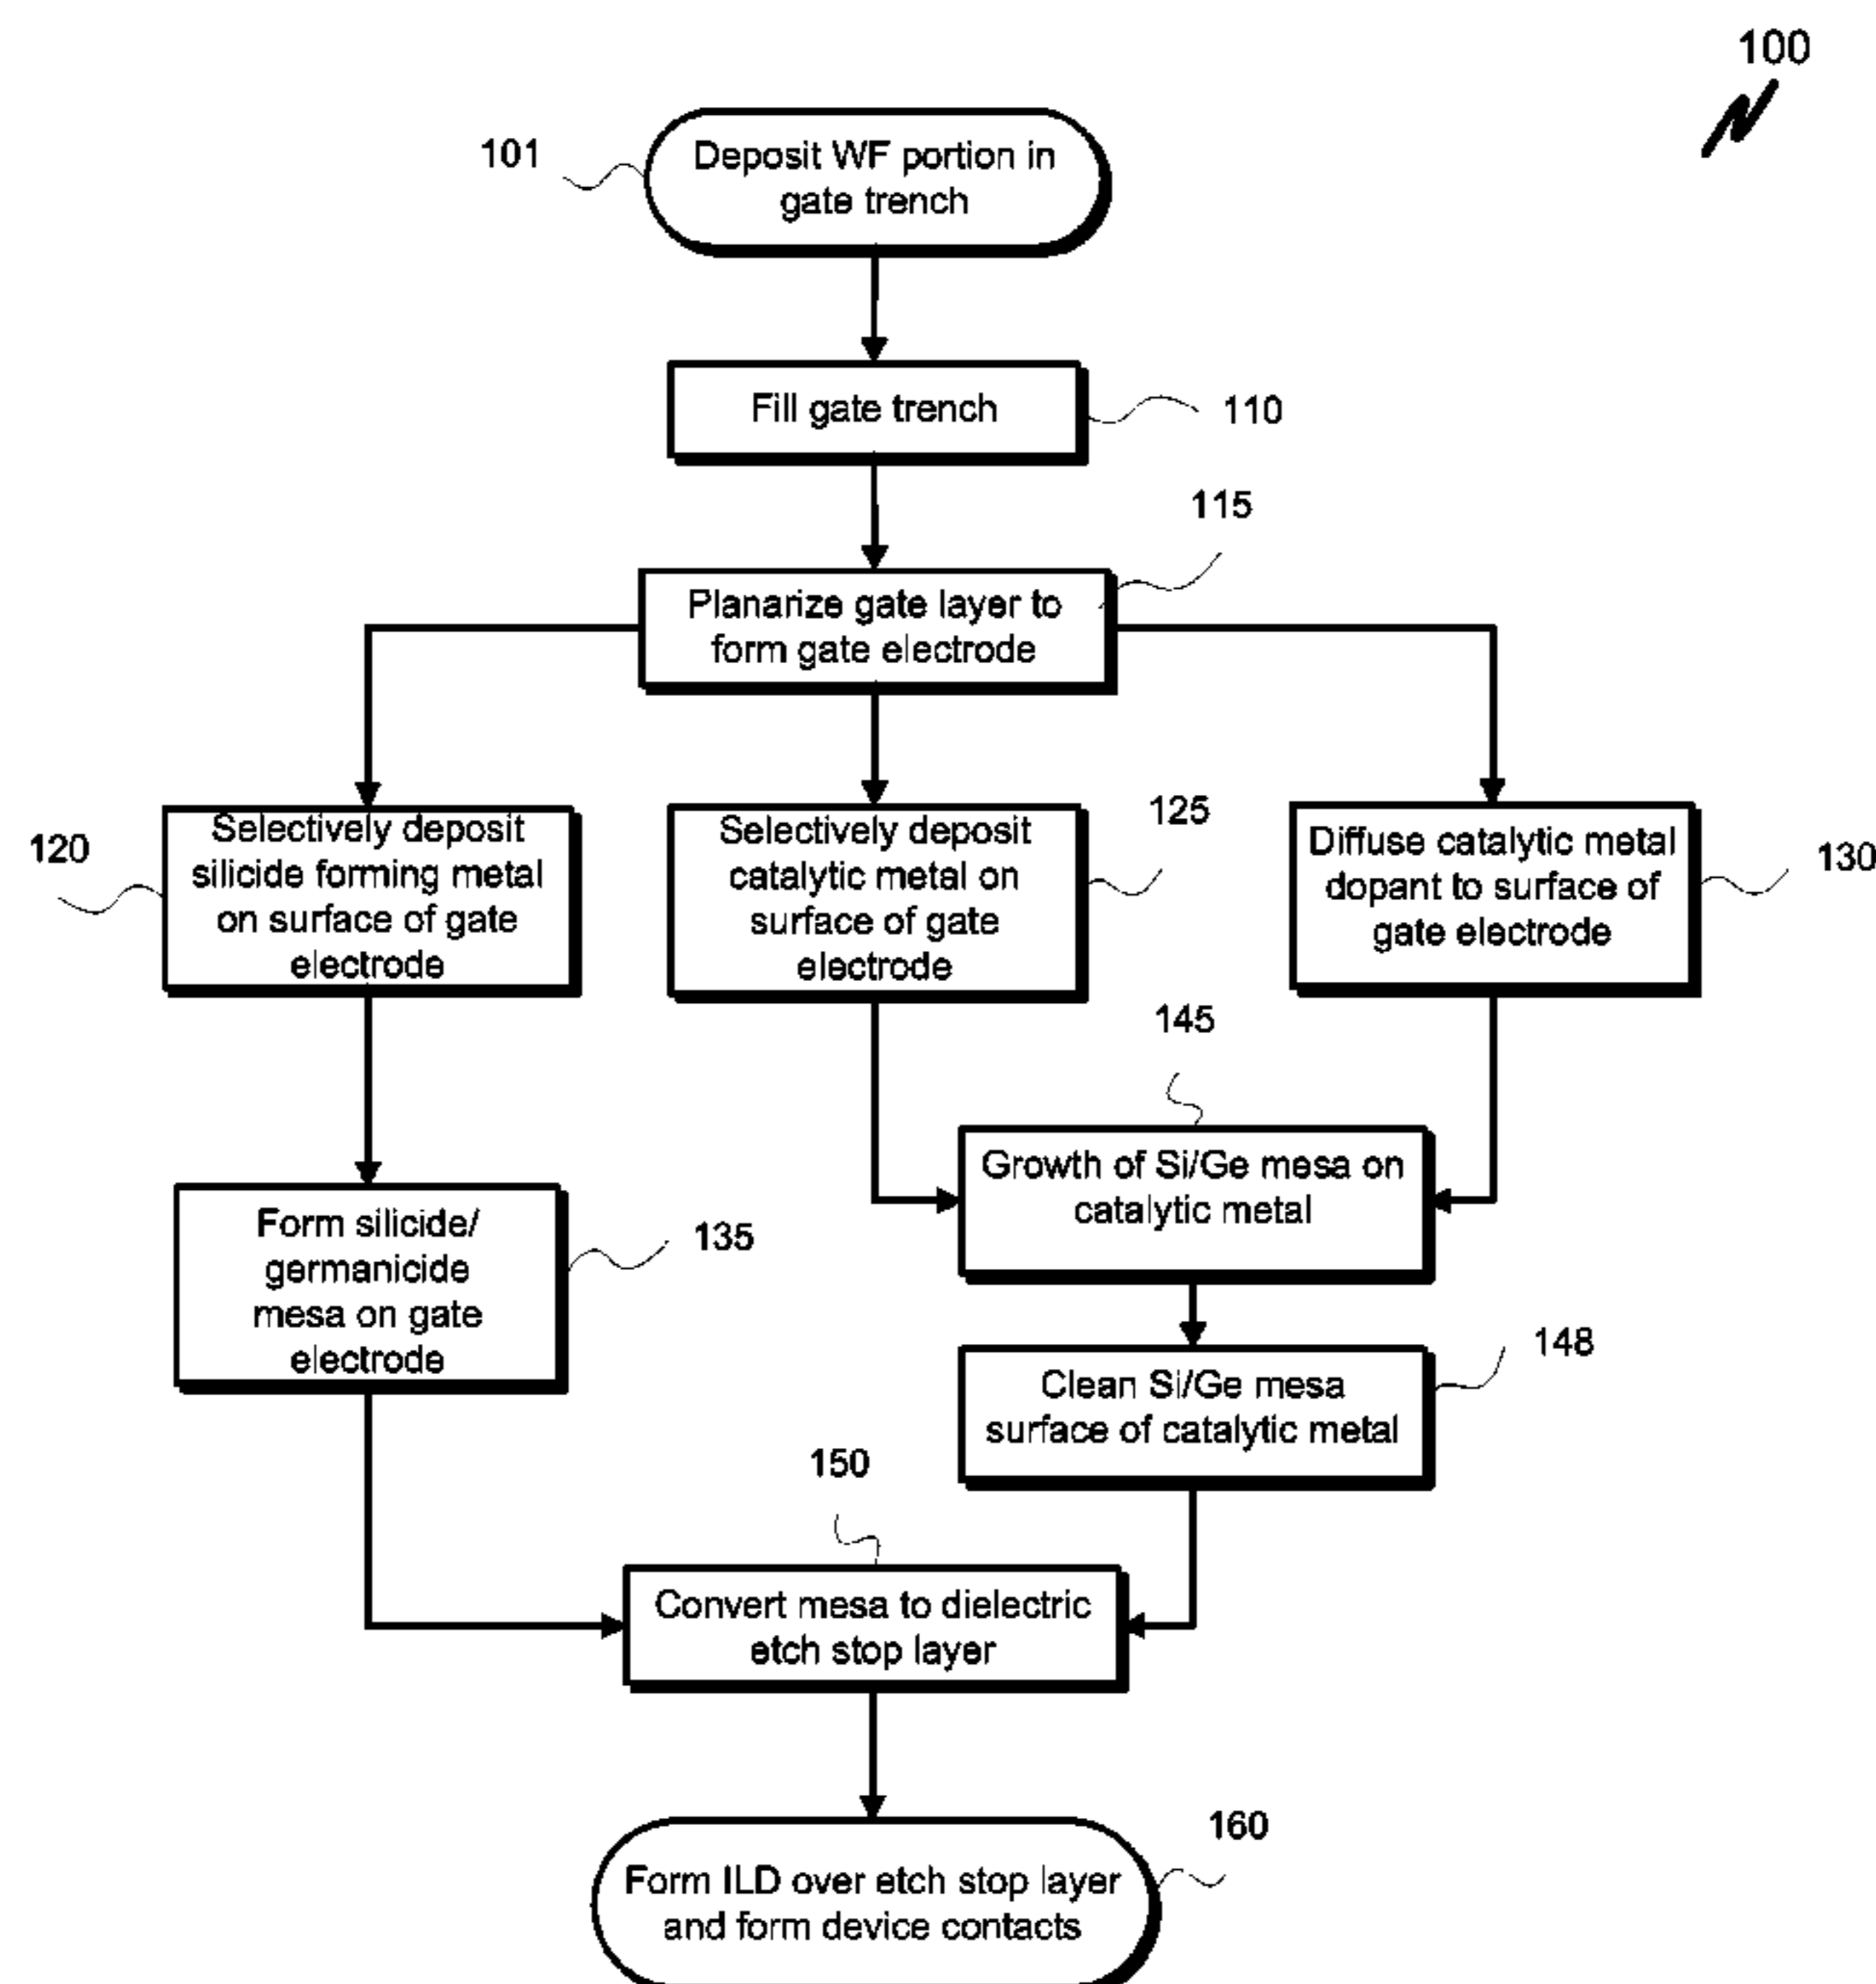 100
101
Deposit WF portion in
gate trench
Fill gate trench
110
115
Planarize gate layer to
form gate electrode
120
Selectively deposit
silicide forming metal
on surface of gate
electrode
Selectively deposit
catalytic metal on
surface of gate
electrode
125
Diffuse catalytic metal
dopant to surface of
gate electrode
130
145
Growth of Si/Ge mesa on
catalytic metal
Form silicide/
germanicide
mesa on gate
electrode
135
Clean Si/Ge mesa
surface of catalytic metal
148
150
Convert mesa to dielectric
etch stop layer
160
Form ILD over etch stop layer
and form device contacts